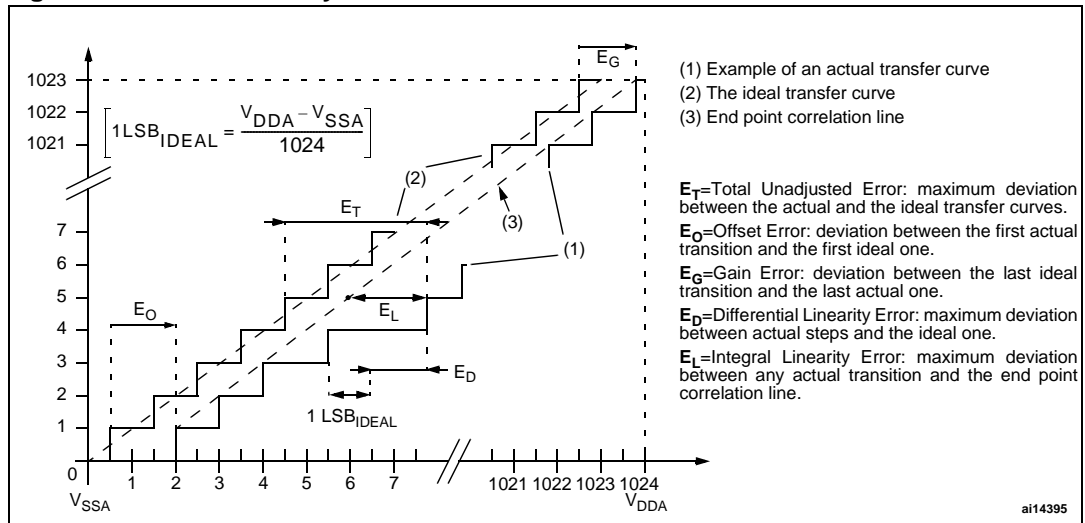 E_G
1023
1022
1021
[1LSB_IDEAL = (V_DDA – V_SSA) / 1024]
(1) Example of an actual transfer curve
(2) The ideal transfer curve
(3) End point correlation line
(2)
E_T
(3)
(1)
7
6
5
4
3
2
1
0
E_O
E_L
E_D
1 LSB_IDEAL
E_T=Total Unadjusted Error: maximum deviation
between the actual and the ideal transfer curves.
E_O=Offset Error: deviation between the first actual
transition and the first ideal one.
E_G=Gain Error: deviation between the last ideal
transition and the last actual one.
E_D=Differential Linearity Error: maximum deviation
between actual steps and the ideal one.
E_L=Integral Linearity Error: maximum deviation
between any actual transition and the end point
correlation line.
1 2 3 4 5 6 7 1021 1022 1023 1024
V_SSA V_DDA
ai14395